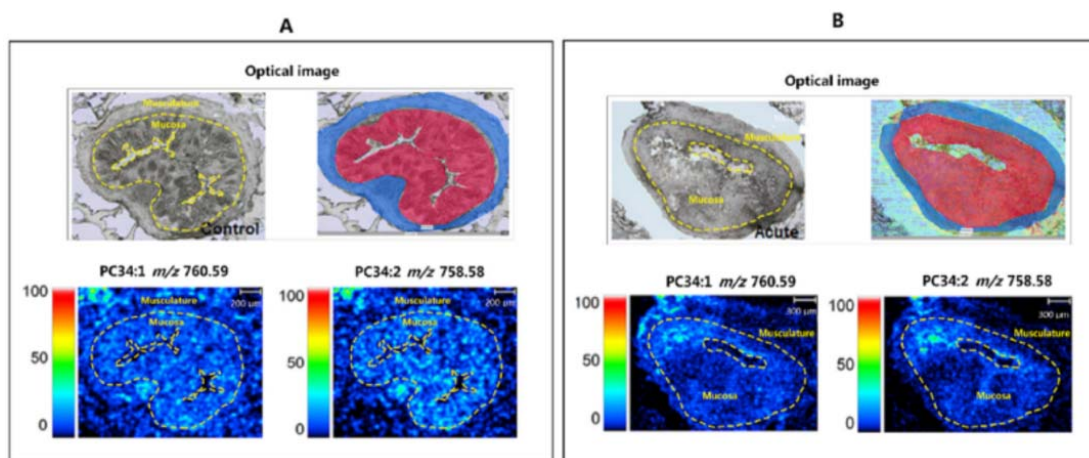 A
Optical image
Musculature
Mucosa
Control
PC34:1 m/z 760.59
PC34:2 m/z 758.58
100
50
0
Musculature
Mucosa
200 µm
100
50
0
Musculature
Mucosa
200 µm
B
Optical image
Musculature
Mucosa
Acute
PC34:1 m/z 760.59
PC34:2 m/z 758.58
100
50
0
300 µm
Musculature
Mucosa
100
50
0
300 µm
Musculature
Mucosa